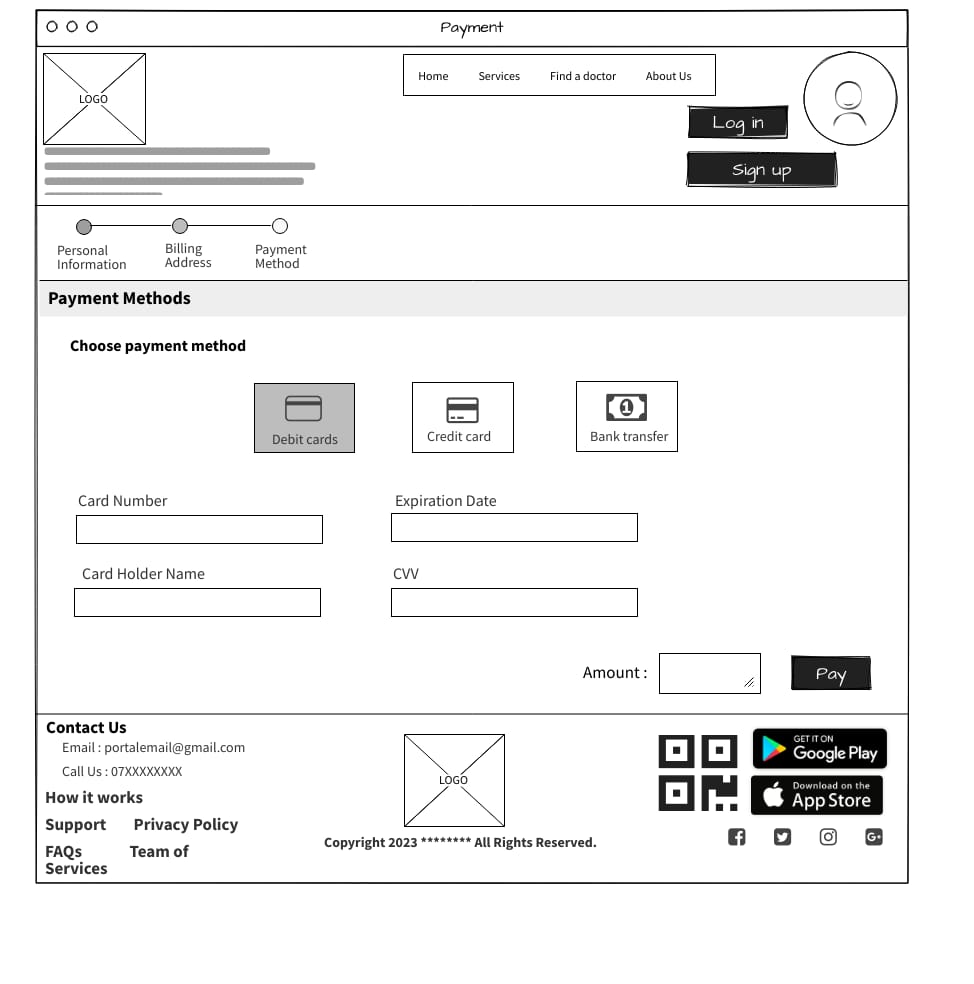 Payment
LOGO
Home Services Find a doctor About Us
Log in
Sign up
Personal
Information
Billing
Address
Payment
Method
Payment Methods
Choose payment method
Debit cards
Credit card
1
Bank transfer
Card Number
Expiration Date
Card Holder Name
CVV
Amount :
Pay
Contact Us
Email : portalemail@gmail.com
Call Us : 07XXXXXXXX
How it works
Support Privacy Policy
FAQs Team of
Services
LOGO
Copyright 2023 ******** All Rights Reserved.
GET IT ON
Google Play
Download on the
App Store
G+